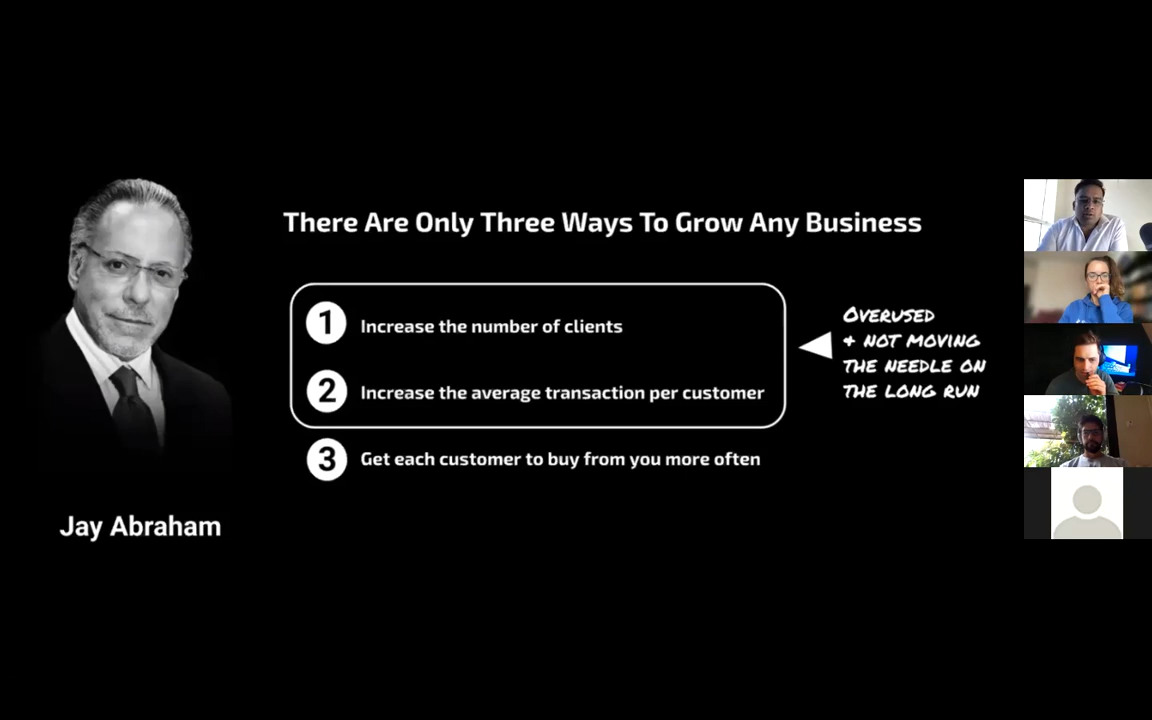 There Are Only Three Ways To Grow Any Business
1 Increase the number of clients
2 Increase the average transaction per customer
3 Get each customer to buy from you more often
OVERUSED
+ NOT MOVING
THE NEEDLE ON
THE LONG RUN
Jay Abraham